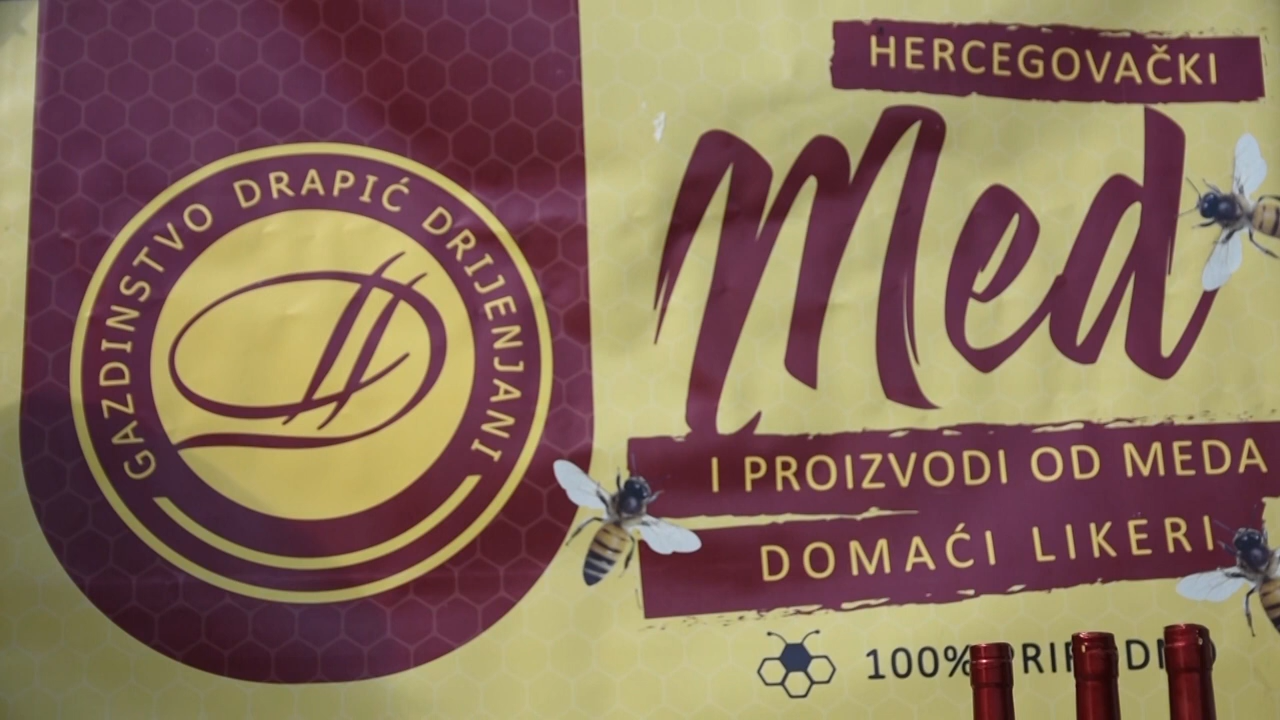 GAZDINSTVO DRAPIĆ DRIJENJANI
HERCEGOVAČKI
Med
I PROIZVODI OD MEDA
DOMAĆI LIKERI
100%